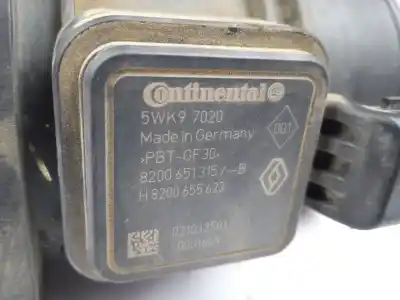 Continental
5WK9 7020
Made in Germany
>PBT-GF30<
8200 651 315/--B
H 8200 655 623